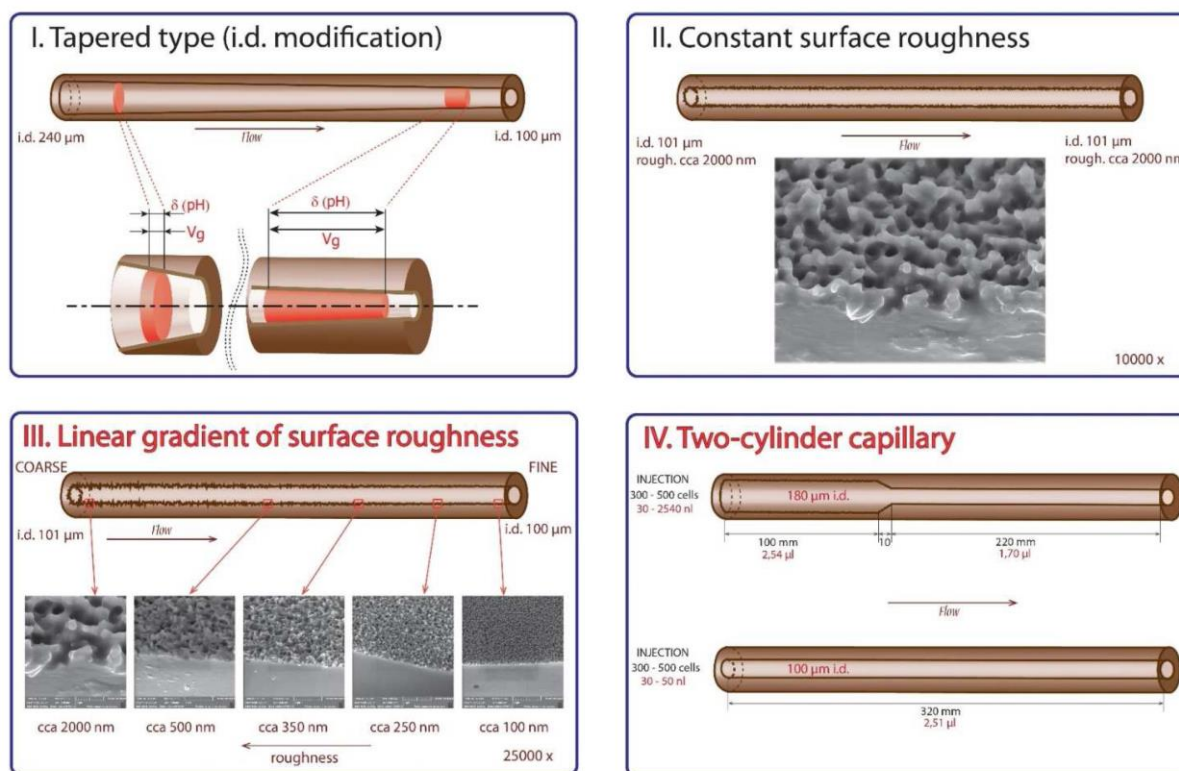 I. Tapered type (i.d. modification)
i.d. 240 µm
Flow
i.d. 100 µm
δ (pH)
Vg
δ (pH)
Vg
II. Constant surface roughness
i.d. 101 µm
rough. cca 2000 nm
Flow
i.d. 101 µm
rough. cca 2000 nm
10000 x
III. Linear gradient of surface roughness
COARSE
FINE
i.d. 101 µm
Flow
i.d. 100 µm
cca 2000 nm
cca 500 nm
cca 350 nm
cca 250 nm
cca 100 nm
roughness
25000 x
IV. Two-cylinder capillary
INJECTION
300 - 500 cells
30 - 2540 nl
180 µm i.d.
100 mm
2,54 µl
10
220 mm
1,70 µl
Flow
INJECTION
300 - 500 cells
30 - 50 nl
100 µm i.d.
320 mm
2,51 µl